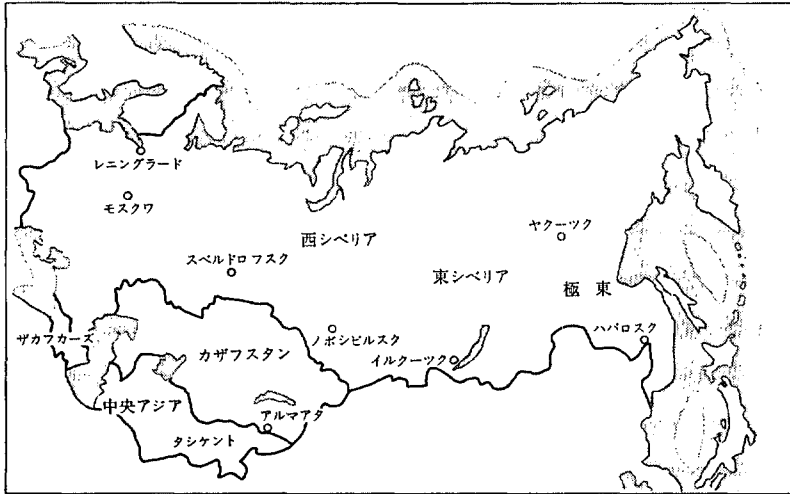 レニングラード
モスクワ
ヤクーツク
西シベリア
スベルドロフスク
東シベリア
極東
ザカフカーズ
ノボシビルスク
ハバロスク
カザフスタン
イルクーツク
中央アジア
アルマアタ
タシケント